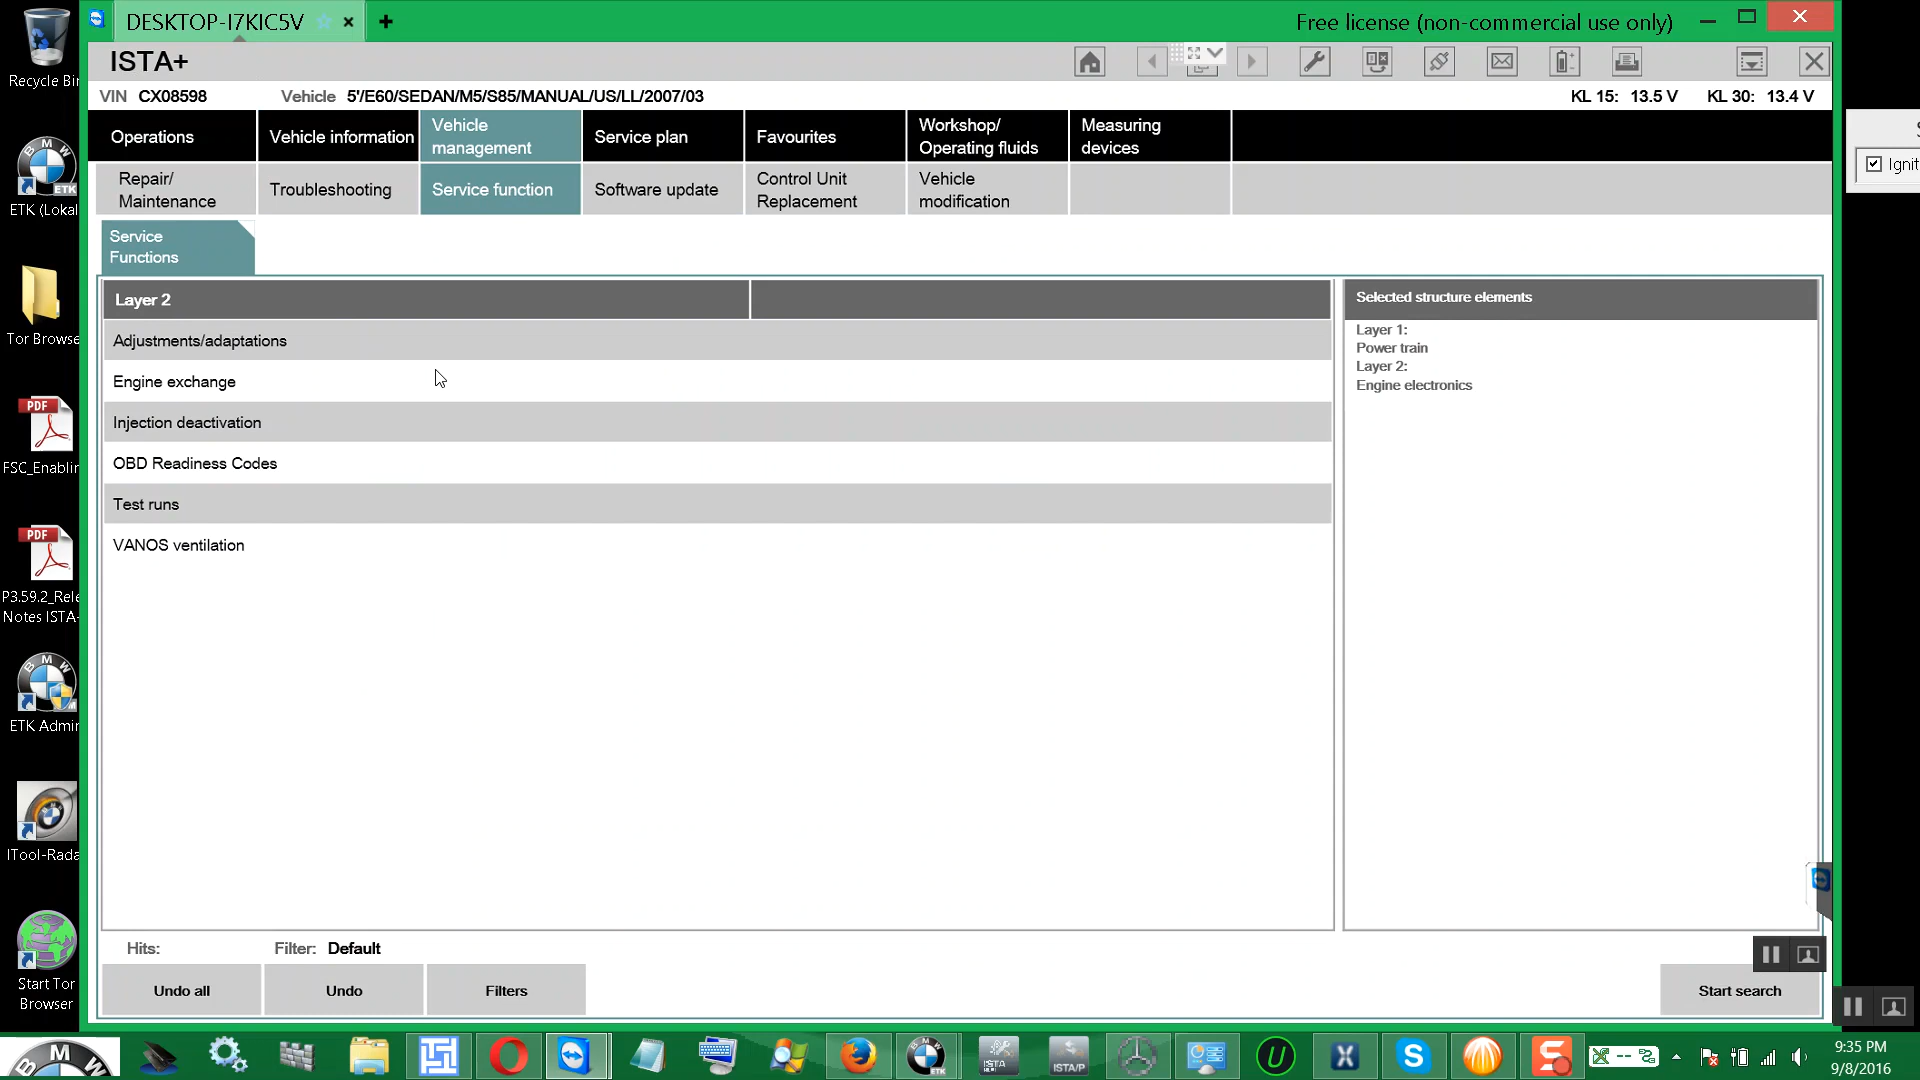 DESKTOP-I7KIC5V
Free license (non-commercial use only)
Recycle Bin
ISTA+
VIN CX08598 Vehicle 5'/E60/SEDAN/M5/S85/MANUAL/US/LL/2007/03 KL 15: 13.5 V KL 30: 13.4 V
Operations
Vehicle information
Vehicle
management
Service plan
Favourites
Workshop/
Operating fluids
Measuring
devices
Ignit
ETK (Lokal
Repair/
Maintenance
Troubleshooting
Service function
Software update
Control Unit
Replacement
Vehicle
modification
Service
Functions
Layer 2
Adjustments/adaptations
Engine exchange
Injection deactivation
OBD Readiness Codes
Test runs
VANOS ventilation
Selected structure elements
Layer 1:
Power train
Layer 2:
Engine electronics
Tor Browse
PDF
FSC_Enablin
PDF
P3.59.2_Rele
Notes ISTA-
ETK Admin
ITool-Rada
Start Tor
Browser
Hits: Filter: Default
Undo all
Undo
Filters
Start search
ISTA/P
9:35 PM
9/8/2016